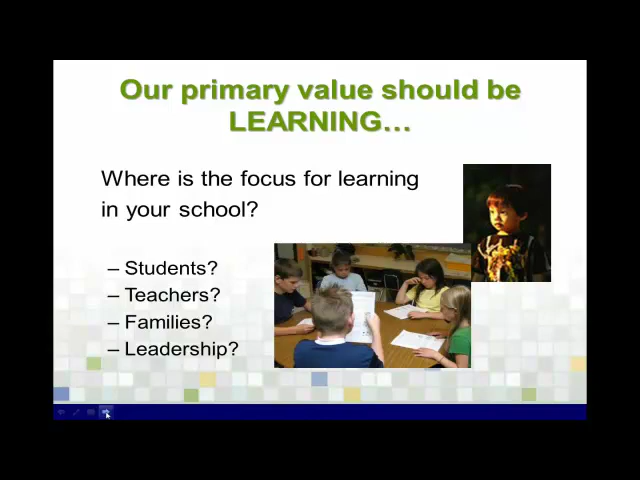 Our primary value should be
LEARNING…
Where is the focus for learning
in your school?
– Students?
– Teachers?
– Families?
– Leadership?